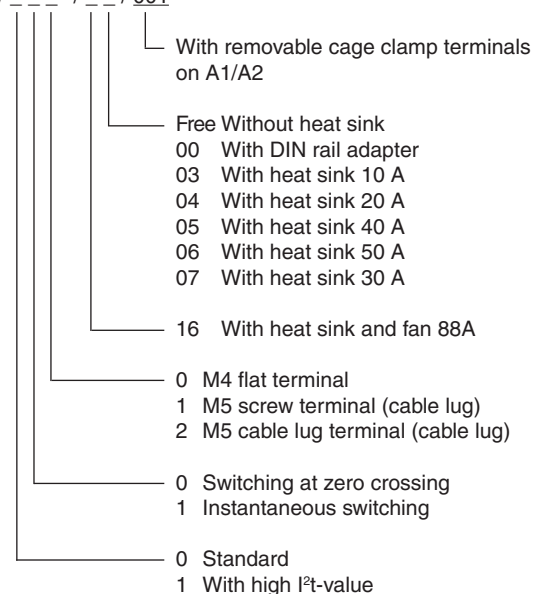 With removable cage clamp terminals
on A1/A2
Free Without heat sink
00 With DIN rail adapter
03 With heat sink 10 A
04 With heat sink 20 A
05 With heat sink 40 A
06 With heat sink 50 A
07 With heat sink 30 A
16 With heat sink and fan 88A
0 M4 flat terminal
1 M5 screw terminal (cable lug)
2 M5 cable lug terminal (cable lug)
0 Switching at zero crossing
1 Instantaneous switching
0 Standard
1 With high I²t-value